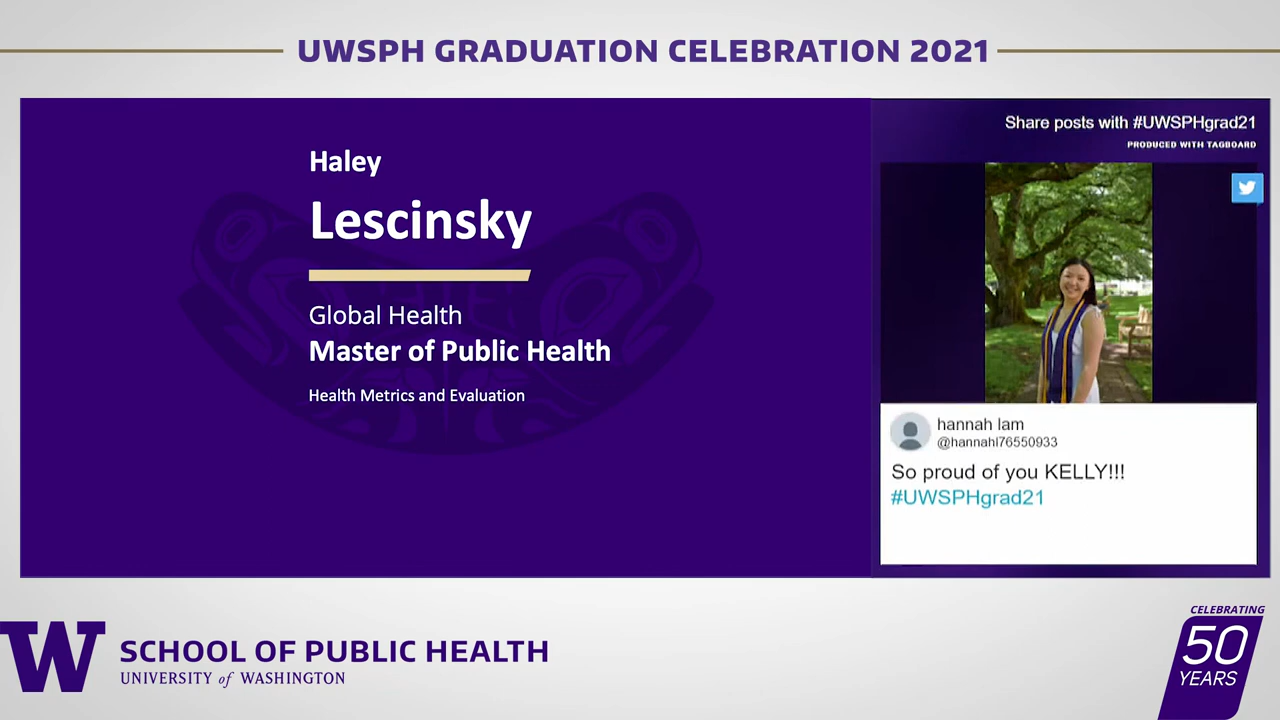 UWSPH GRADUATION CELEBRATION 2021
Haley
Lescinsky
Global Health
Master of Public Health
Health Metrics and Evaluation
Share posts with #UWSPHgrad21
PRODUCED WITH TAGBOARD
hannah lam
@hannahl76550933
So proud of you KELLY!!!
#UWSPHgrad21
W SCHOOL OF PUBLIC HEALTH
UNIVERSITY of WASHINGTON
CELEBRATING
50
YEARS